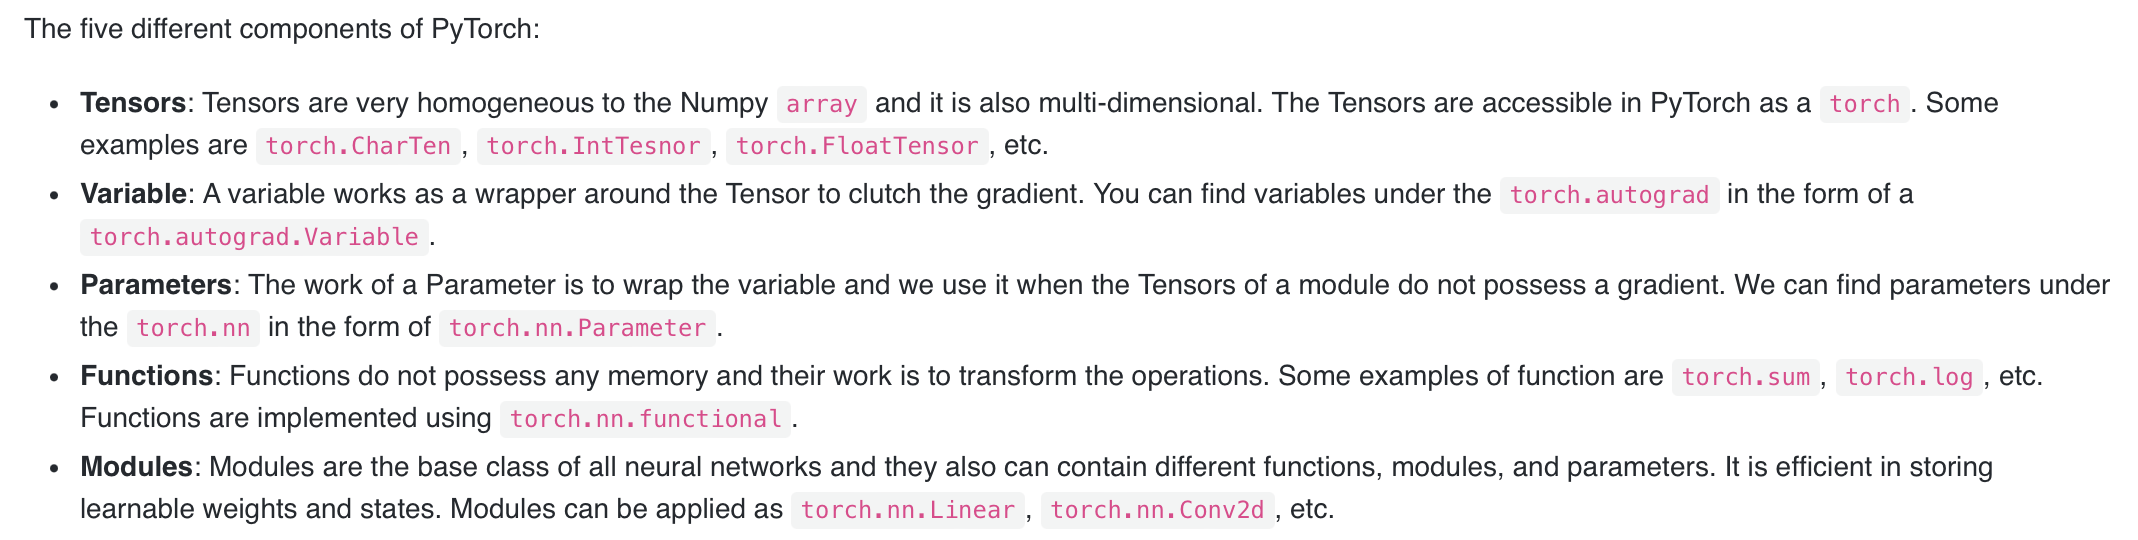 The five different components of PyTorch:
• Tensors: Tensors are very homogeneous to the Numpy array and it is also multi-dimensional. The Tensors are accessible in PyTorch as a torch. Some
examples are torch.CharTen, torch.IntTesnor, torch.FloatTensor, etc.
• Variable: A variable works as a wrapper around the Tensor to clutch the gradient. You can find variables under the torch.autograd in the form of a
torch.autograd.Variable.
• Parameters: The work of a Parameter is to wrap the variable and we use it when the Tensors of a module do not possess a gradient. We can find parameters under
the torch.nn in the form of torch.nn.Parameter.
• Functions: Functions do not possess any memory and their work is to transform the operations. Some examples of function are torch.sum, torch.log, etc.
Functions are implemented using torch.nn.functional.
• Modules: Modules are the base class of all neural networks and they also can contain different functions, modules, and parameters. It is efficient in storing
learnable weights and states. Modules can be applied as torch.nn.Linear, torch.nn.Conv2d, etc.